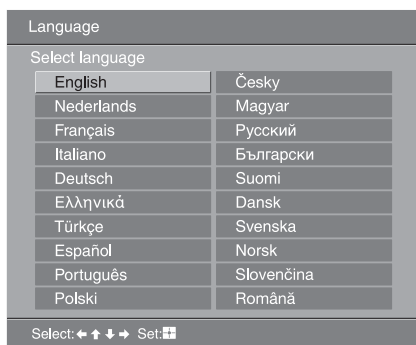 Language
Select language
English
Nederlands
Français
Italiano
Deutsch
Ελληνικά
Türkçe
Español
Português
Polski
Česky
Magyar
Русский
Български
Suomi
Dansk
Svenska
Norsk
Slovenčina
Română
Select: Set: